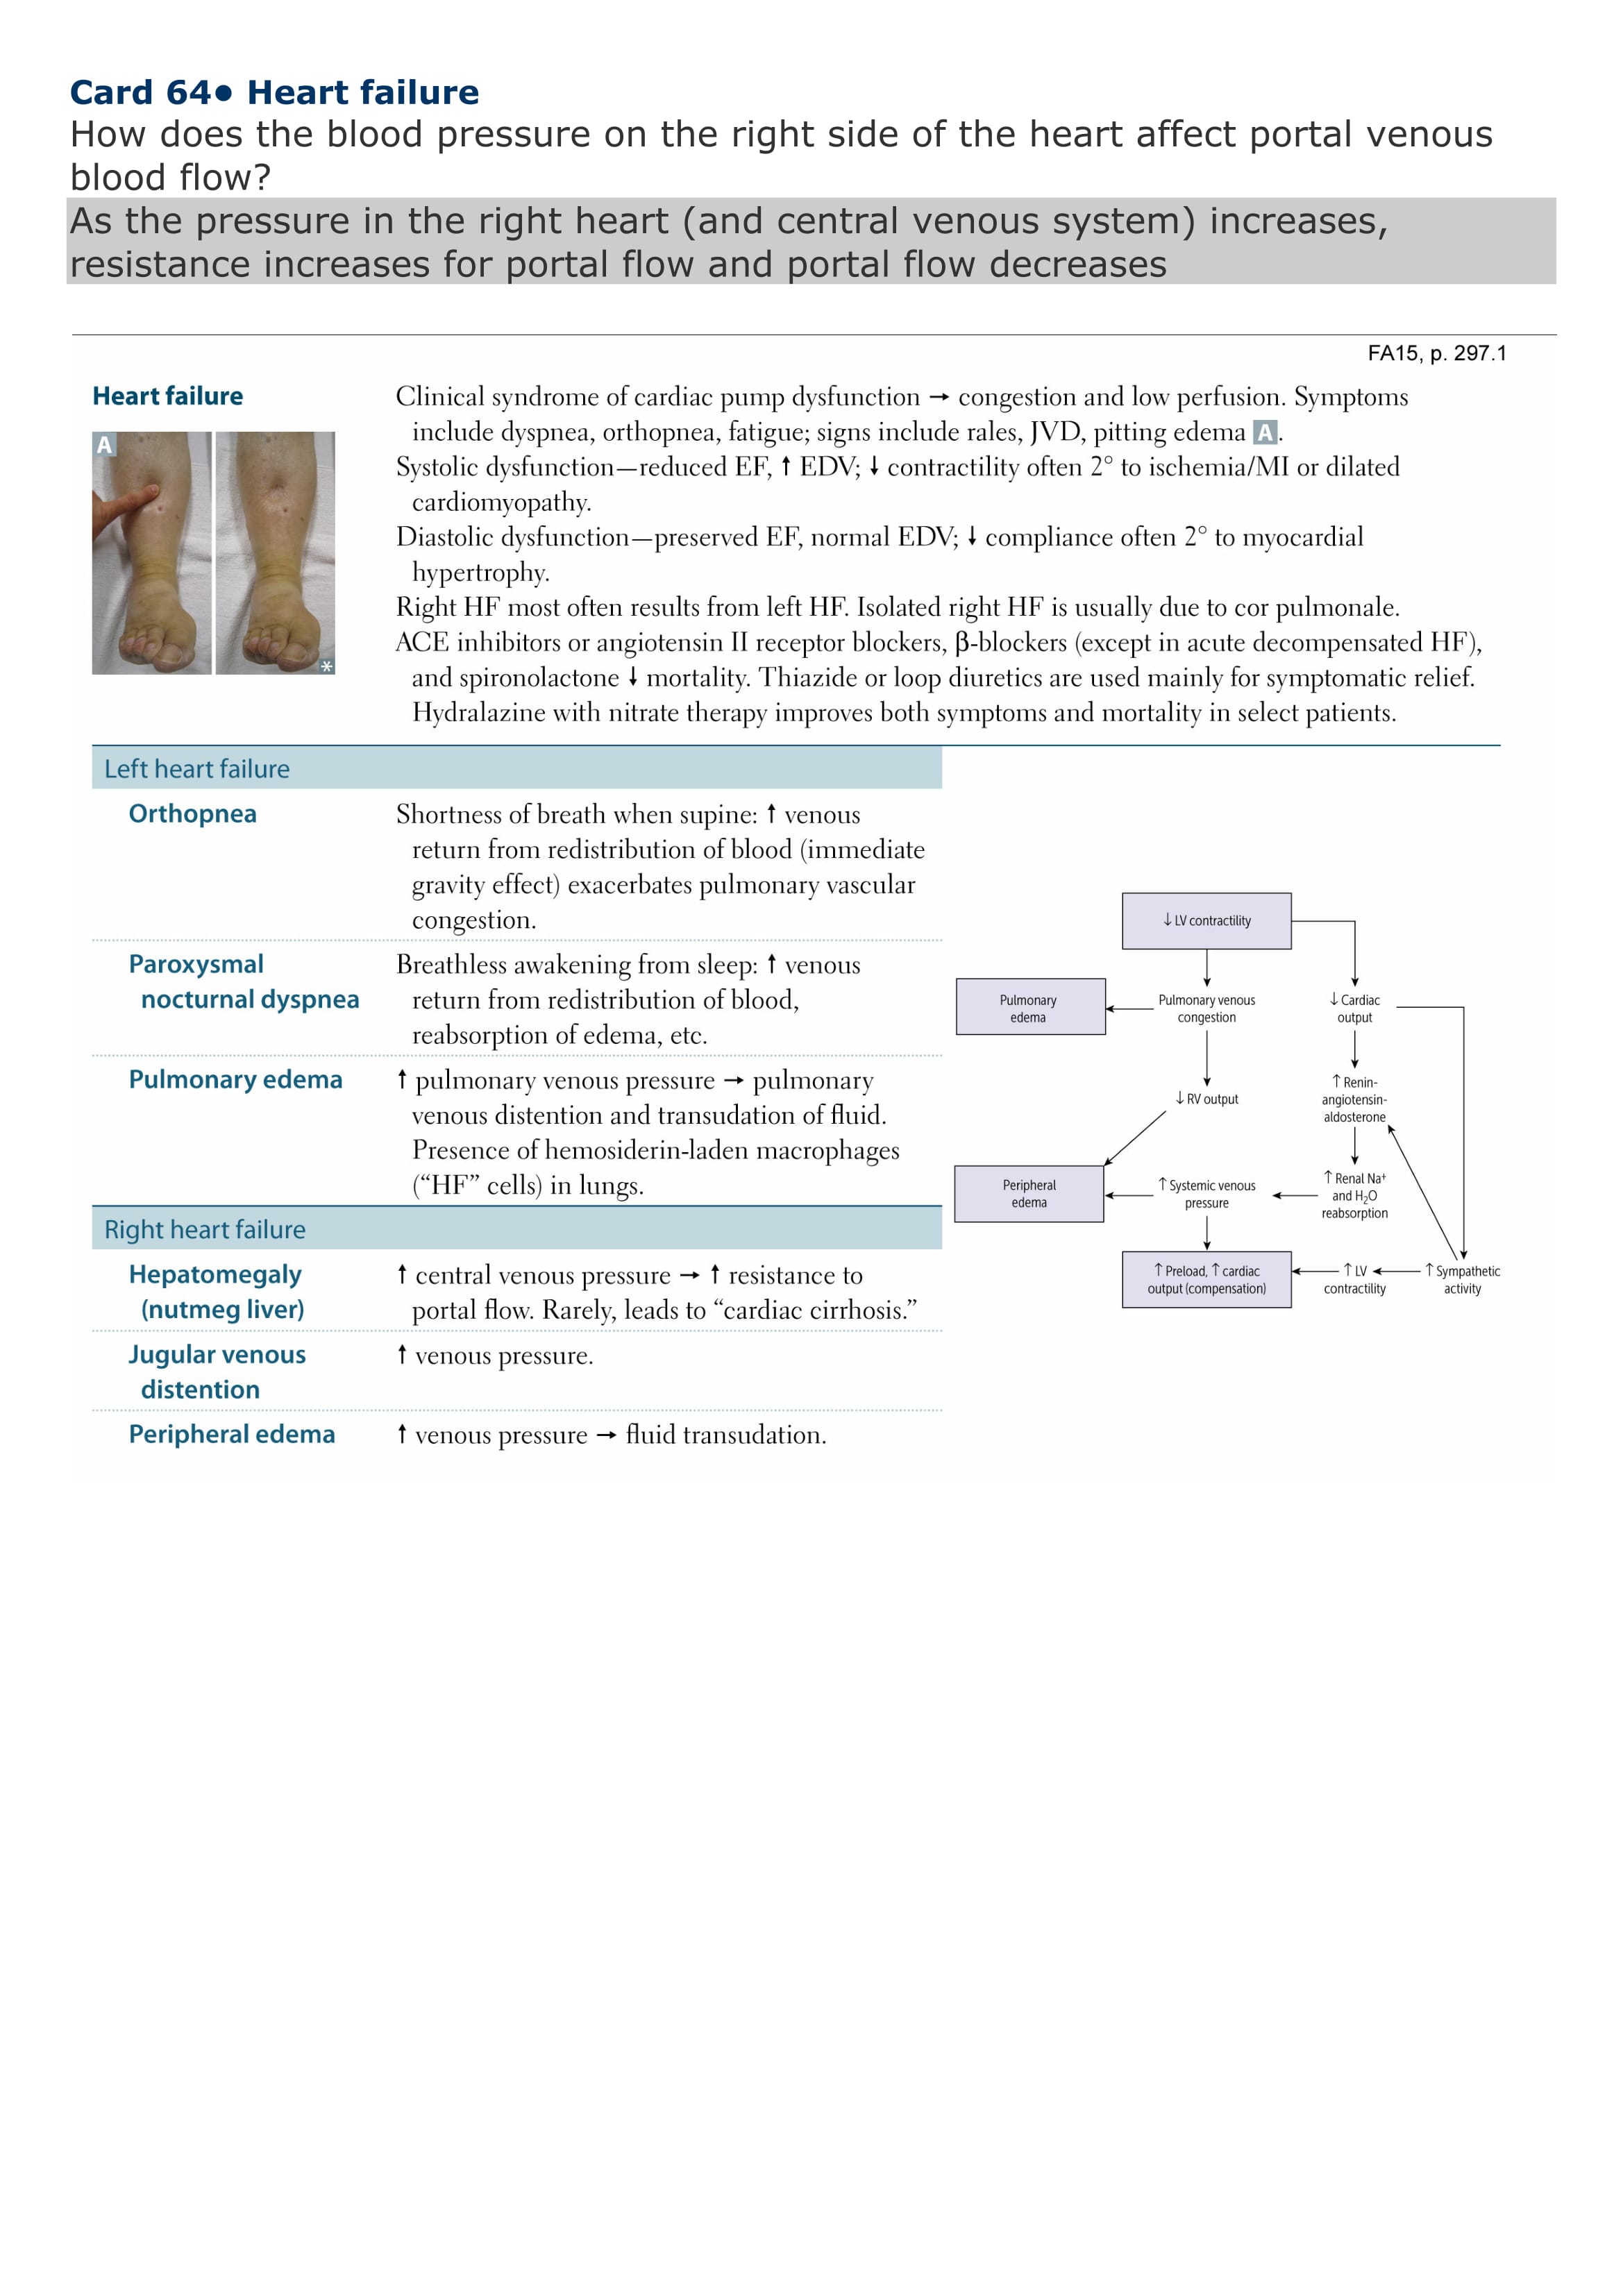 Card 64● Heart failure
How does the blood pressure on the right side of the heart affect portal venous
blood flow?
As the pressure in the right heart (and central venous system) increases,
resistance increases for portal flow and portal flow decreases
FA15, p. 297.1
Heart failure
A
*
Clinical syndrome of cardiac pump dysfunction → congestion and low perfusion. Symptoms
include dyspnea, orthopnea, fatigue; signs include rales, JVD, pitting edema A.
Systolic dysfunction—reduced EF, ↑ EDV; ↓ contractility often 2° to ischemia/MI or dilated
cardiomyopathy.
Diastolic dysfunction—preserved EF, normal EDV; ↓ compliance often 2° to myocardial
hypertrophy.
Right HF most often results from left HF. Isolated right HF is usually due to cor pulmonale.
ACE inhibitors or angiotensin II receptor blockers, β-blockers (except in acute decompensated HF),
and spironolactone ↓ mortality. Thiazide or loop diuretics are used mainly for symptomatic relief.
Hydralazine with nitrate therapy improves both symptoms and mortality in select patients.
Left heart failure
Orthopnea
Shortness of breath when supine: ↑ venous
return from redistribution of blood (immediate
gravity effect) exacerbates pulmonary vascular
congestion.
Paroxysmal
nocturnal dyspnea
Breathless awakening from sleep: ↑ venous
return from redistribution of blood,
reabsorption of edema, etc.
Pulmonary edema
↑ pulmonary venous pressure → pulmonary
venous distention and transudation of fluid.
Presence of hemosiderin-laden macrophages
(“HF” cells) in lungs.
Right heart failure
Hepatomegaly
(nutmeg liver)
↑ central venous pressure → ↑ resistance to
portal flow. Rarely, leads to “cardiac cirrhosis.”
Jugular venous
distention
↑ venous pressure.
Peripheral edema
↑ venous pressure → fluid transudation.
↓ LV contractility
Pulmonary
edema
Pulmonary venous
congestion
↓ Cardiac
output
↓ RV output
↑ Renin-
angiotensin-
aldosterone
Peripheral
edema
↑ Systemic venous
pressure
↑ Renal Na⁺
and H₂O
reabsorption
↑ Preload, ↑ cardiac
output (compensation)
↑ LV
contractility
↑ Sympathetic
activity